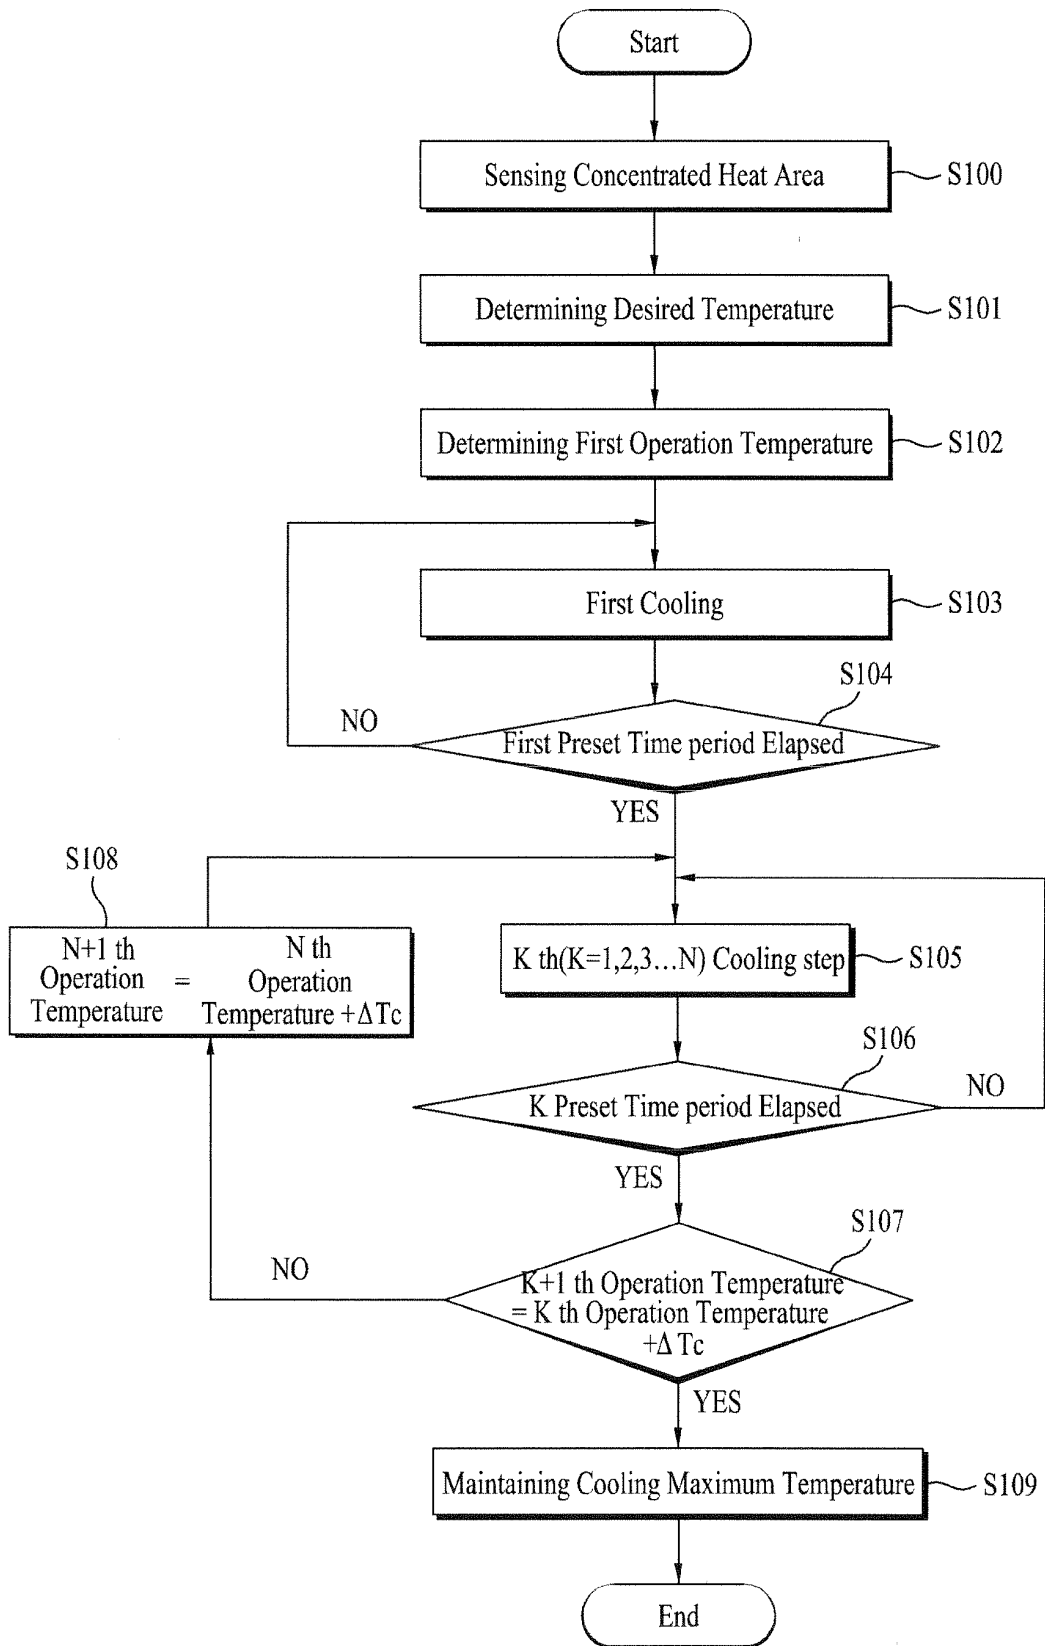 Start
Sensing Concentrated Heat Area
S100
Determining Desired Temperature
S101
Determining First Operation Temperature
S102
First Cooling
S103
S104
NO
First Preset Time period Elapsed
YES
S108
N+1 th
Operation
Temperature
=
N th
Operation
Temperature +ΔTc
K th(K=1,2,3...N) Cooling step
S105
S106
K Preset Time period Elapsed
NO
YES
S107
NO
K+1 th Operation Temperature
= K th Operation Temperature
+Δ Tc
YES
Maintaining Cooling Maximum Temperature
S109
End